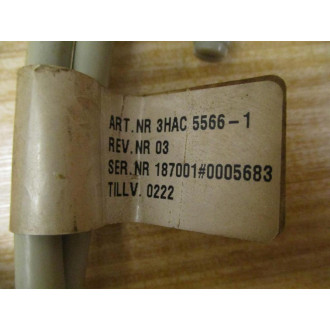 ART.NR 3HAC 5566-1
REV.NR 03
SER.NR 187001#0005683
TILLV. 0222